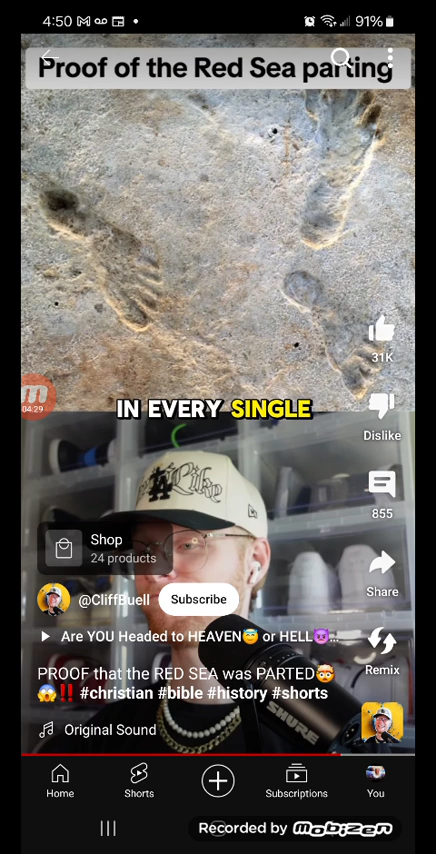 4:50
91%
Proof of the Red Sea parting
31K
04:29
IN EVERY SINGLE
Dislike
855
Shop
24 products
Share
@CliffBuell
Subscribe
Are YOU Headed to HEAVEN😇 or HELL😈...
Remix
PROOF that the RED SEA was PARTED🤯
😱‼️ #christian #bible #history #shorts
SHURE
Original Sound
Home
Shorts
Subscriptions
You
Recorded by mobizen